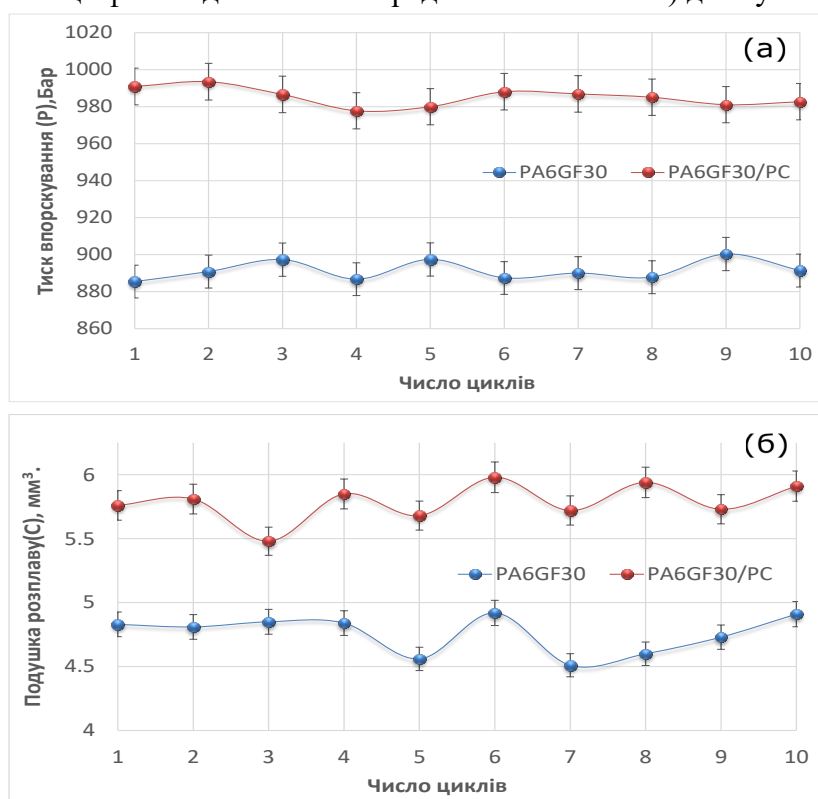 (а)
1020
1000
980
960
940
920
900
880
860
Тиск впорскування (Р),Бар
PA6GF30 PA6GF30/PC
1 2 3 4 5 6 7 8 9 10
Число циклів
(б)
6
5.5
5
4.5
4
Подушка розплаву(С), мм³.
PA6GF30 PA6GF30/PC
1 2 3 4 5 6 7 8 9 10
Число циклів